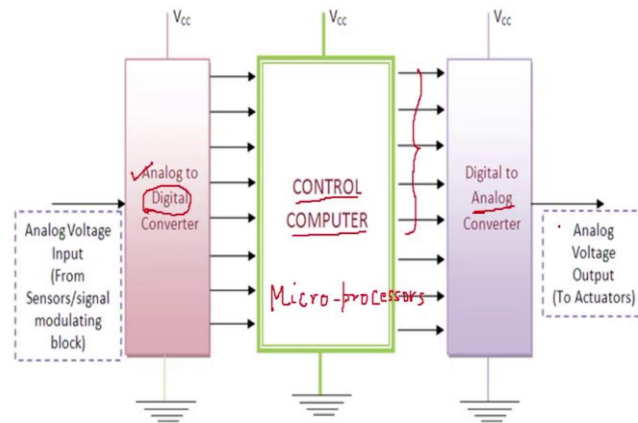 Vcc
Vcc
Vcc
Analog to
Digital
Converter
CONTROL
COMPUTER
Micro-processors
Digital to
Analog
Converter
Analog Voltage
Input
(From
Sensors/signal
modulating
block)
Analog
Voltage
Output
(To Actuators)